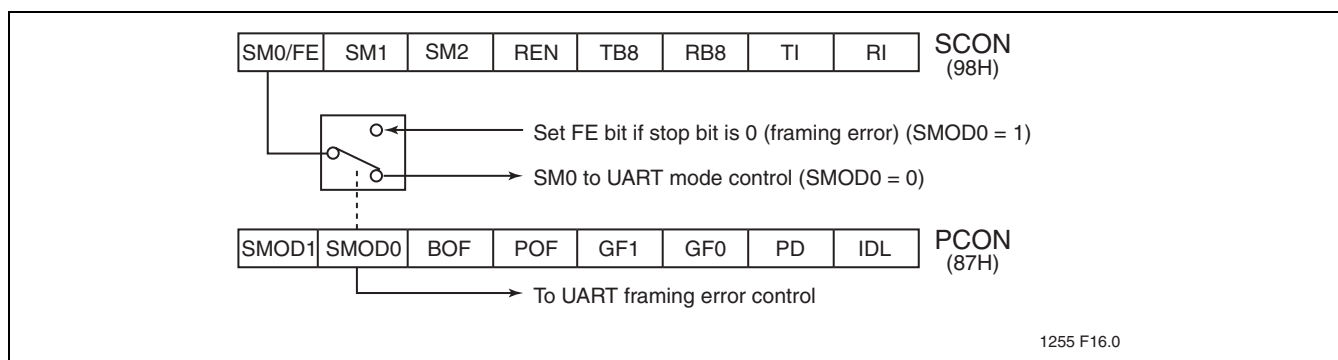 SM0/FE SM1 SM2 REN TB8 RB8 TI RI SCON
(98H)
Set FE bit if stop bit is 0 (framing error) (SMOD0 = 1)
SM0 to UART mode control (SMOD0 = 0)
SMOD1 SMOD0 BOF POF GF1 GF0 PD IDL PCON
(87H)
To UART framing error control
1255 F16.0